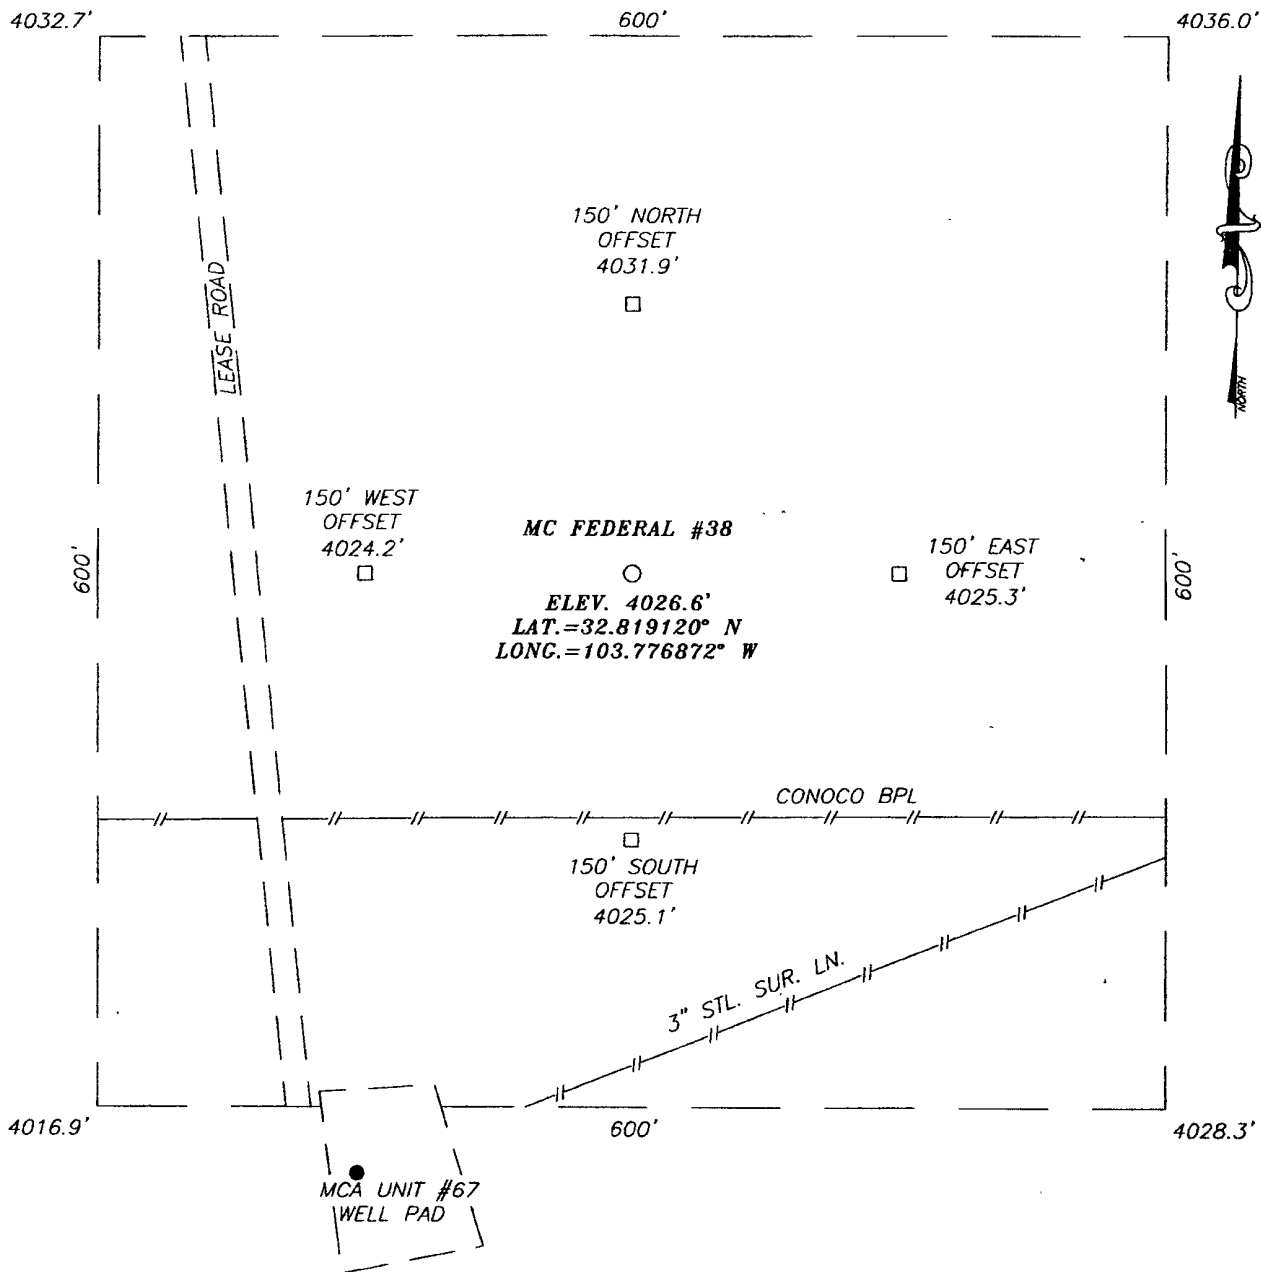 4032.7'
600'
4036.0'
150' NORTH
OFFSET
4031.9'
LEASE ROAD
NORTH
150' WEST
OFFSET
4024.2'
MC FEDERAL #38
150' EAST
OFFSET
4025.3'
600'
600'
ELEV. 4026.6'
LAT.=32.819120° N
LONG.=103.776872° W
CONOCO BPL
150' SOUTH
OFFSET
4025.1'
3" STL. SUR. LN.
4016.9'
600'
4028.3'
MCA UNIT #67
WELL PAD